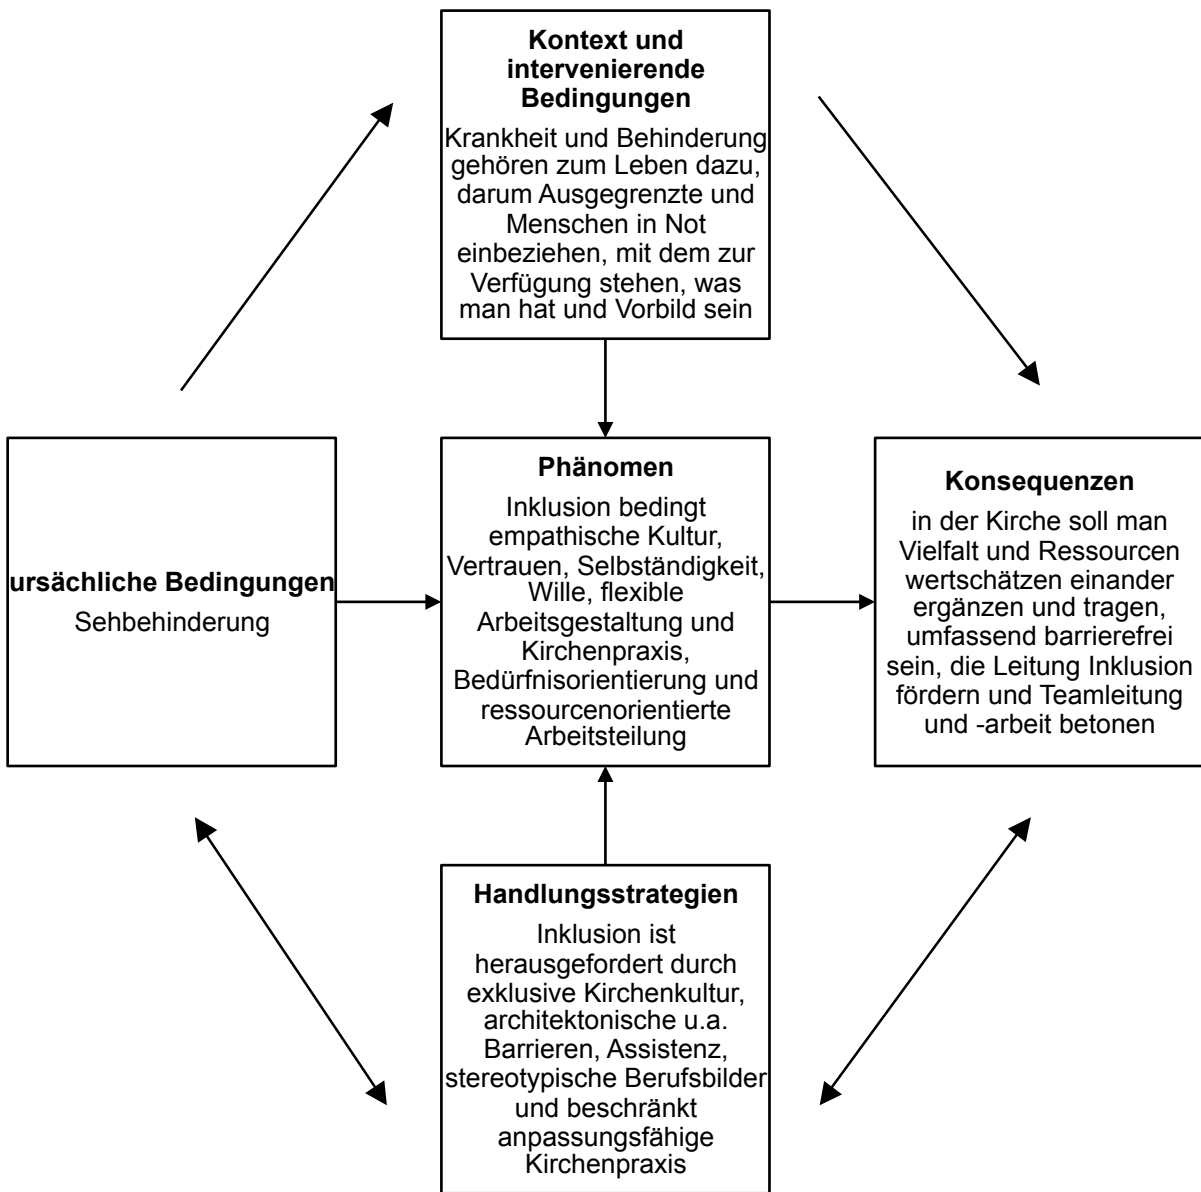 Kontext und
intervenierende
Bedingungen
Krankheit und Behinderung
gehören zum Leben dazu,
darum Ausgegrenzte und
Menschen in Not
einbeziehen, mit dem zur
Verfügung stehen, was
man hat und Vorbild sein
ursächliche Bedingungen
Sehbehinderung
Phänomen
Inklusion bedingt
empathische Kultur,
Vertrauen, Selbständigkeit,
Wille, flexible
Arbeitsgestaltung und
Kirchenpraxis,
Bedürfnisorientierung und
ressourcenorientierte
Arbeitsteilung
Konsequenzen
in der Kirche soll man
Vielfalt und Ressourcen
wertschätzen einander
ergänzen und tragen,
umfassend barrierefrei
sein, die Leitung Inklusion
fördern und Teamleitung
und -arbeit betonen
Handlungsstrategien
Inklusion ist
herausgefordert durch
exklusive Kirchenkultur,
architektonische u.a.
Barrieren, Assistenz,
stereotypische Berufsbilder
und beschränkt
anpassungsfähige
Kirchenpraxis